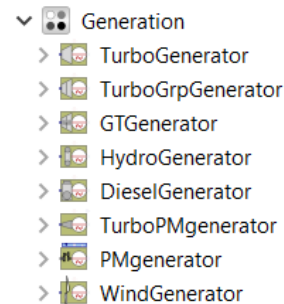 Generation
TurboGenerator
TurboGrpGenerator
GTGenerator
HydroGenerator
DieselGenerator
TurboPMgenerator
PMgenerator
WindGenerator